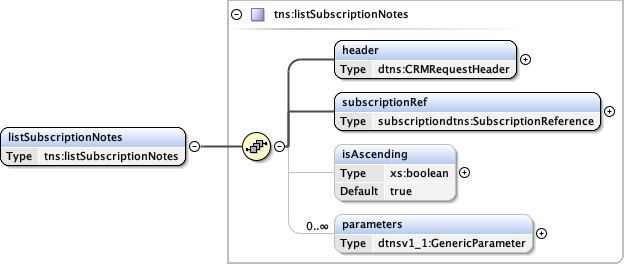 tns:listSubscriptionNotes
header
Type dtns:CRMRequestHeader
subscriptionRef
Type subscriptiondtns:SubscriptionReference
listSubscriptionNotes
Type tns:listSubscriptionNotes
isAscending
Type xs:boolean
Default true
0..∞
parameters
Type dtnsv1_1:GenericParameter